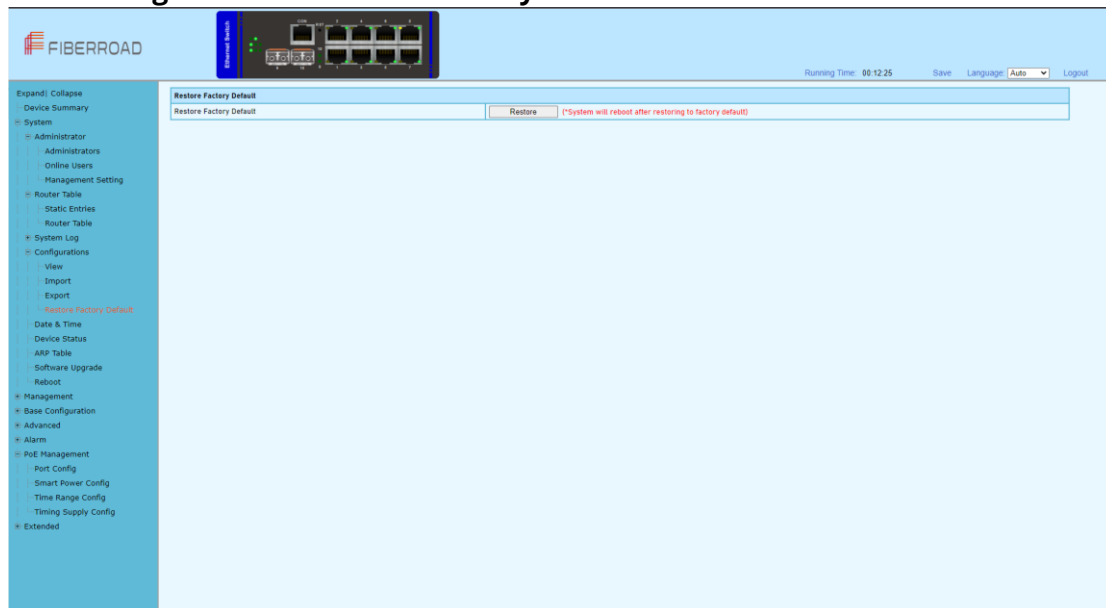 FIBERROAD
Ethernet Switch
Running Time: 00:12:25 Save Language: Auto Logout
Expand| Collapse
Device Summary
System
Administrator
Administrators
Online Users
Management Setting
Router Table
Static Entries
Router Table
System Log
Configurations
View
Import
Export
Restore Factory Default
Date & Time
Device Status
ARP Table
Software Upgrade
Reboot
Management
Base Configuration
Advanced
Alarm
PoE Management
Port Config
Smart Power Config
Time Range Config
Timing Supply Config
Extended
Restore Factory Default
Restore Factory Default Restore (*System will reboot after restoring to factory default)